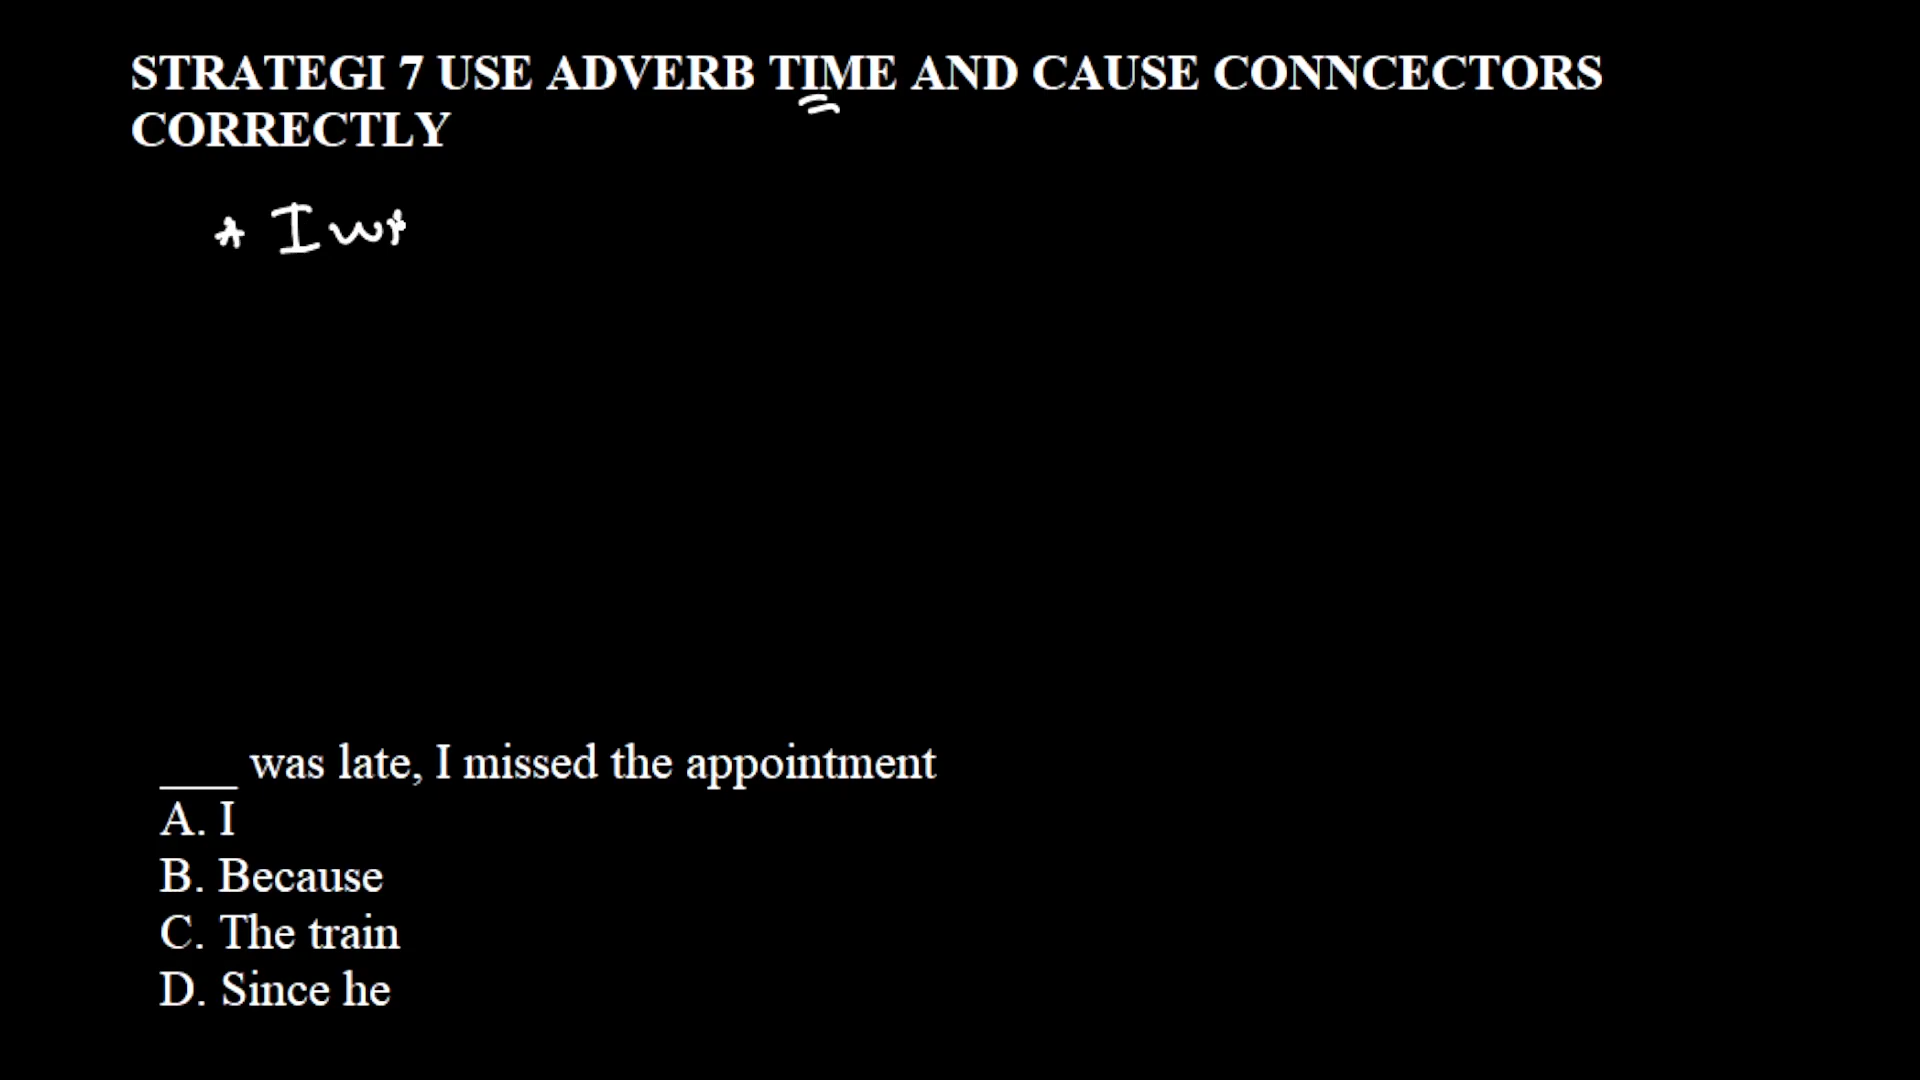 STRATEGI 7 USE ADVERB TIME AND CAUSE CONNCECTORS
CORRECTLY
* I
___ was late, I missed the appointment
A. I
B. Because
C. The train
D. Since he